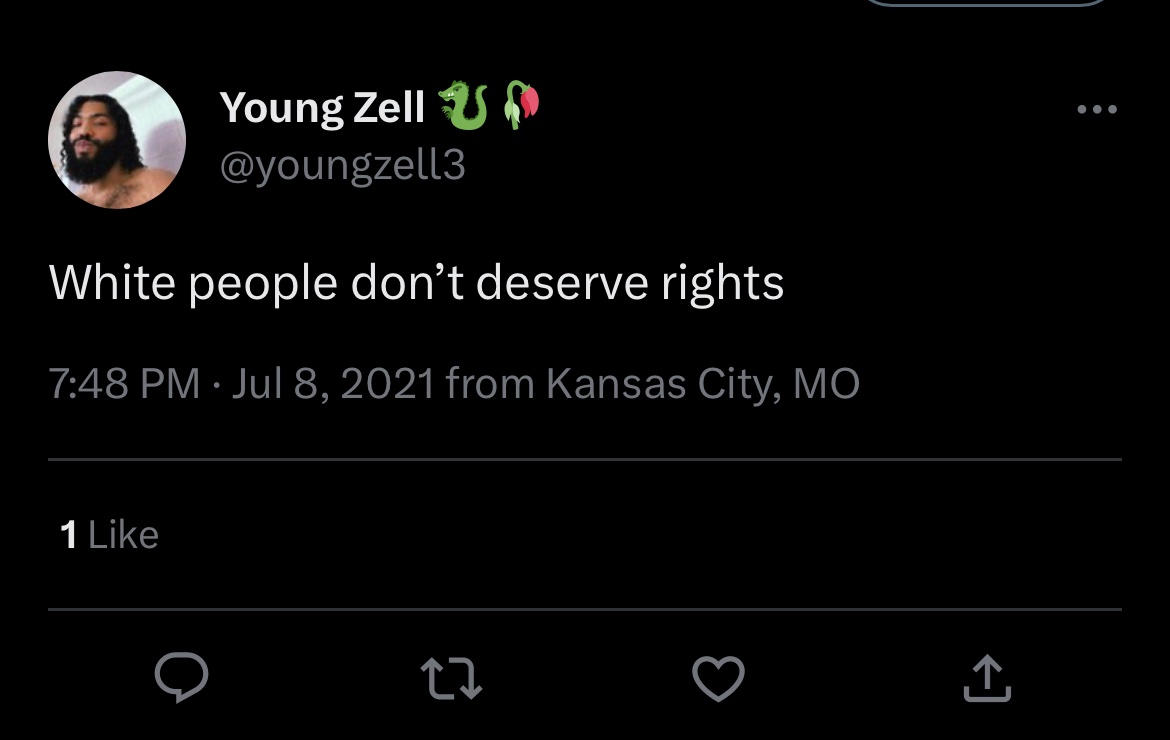 Young Zell 🐉🥀
@youngzell3
White people don’t deserve rights
7:48 PM · Jul 8, 2021 from Kansas City, MO
1 Like